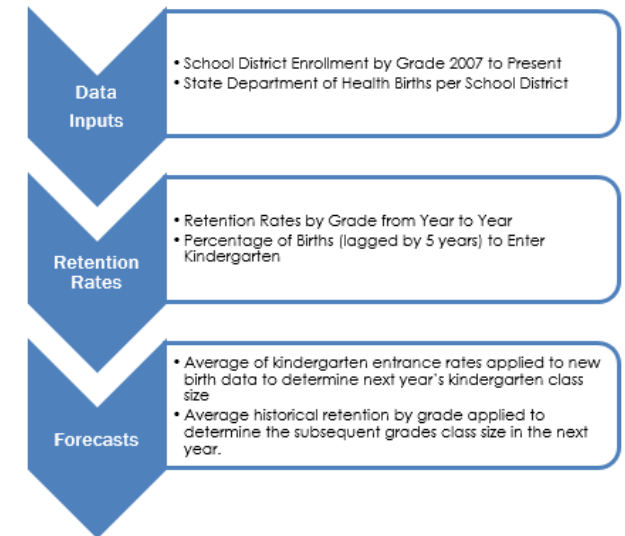 Data
Inputs
• School District Enrollment by Grade 2007 to Present
• State Department of Health Births per School District
Retention
Rates
• Retention Rates by Grade from Year to Year
• Percentage of Births (lagged by 5 years) to Enter
Kindergarten
Forecasts
• Average of kindergarten entrance rates applied to new
birth data to determine next year's kindergarten class
size
• Average historical retention by grade applied to
determine the subsequent grades class size in the next
year.